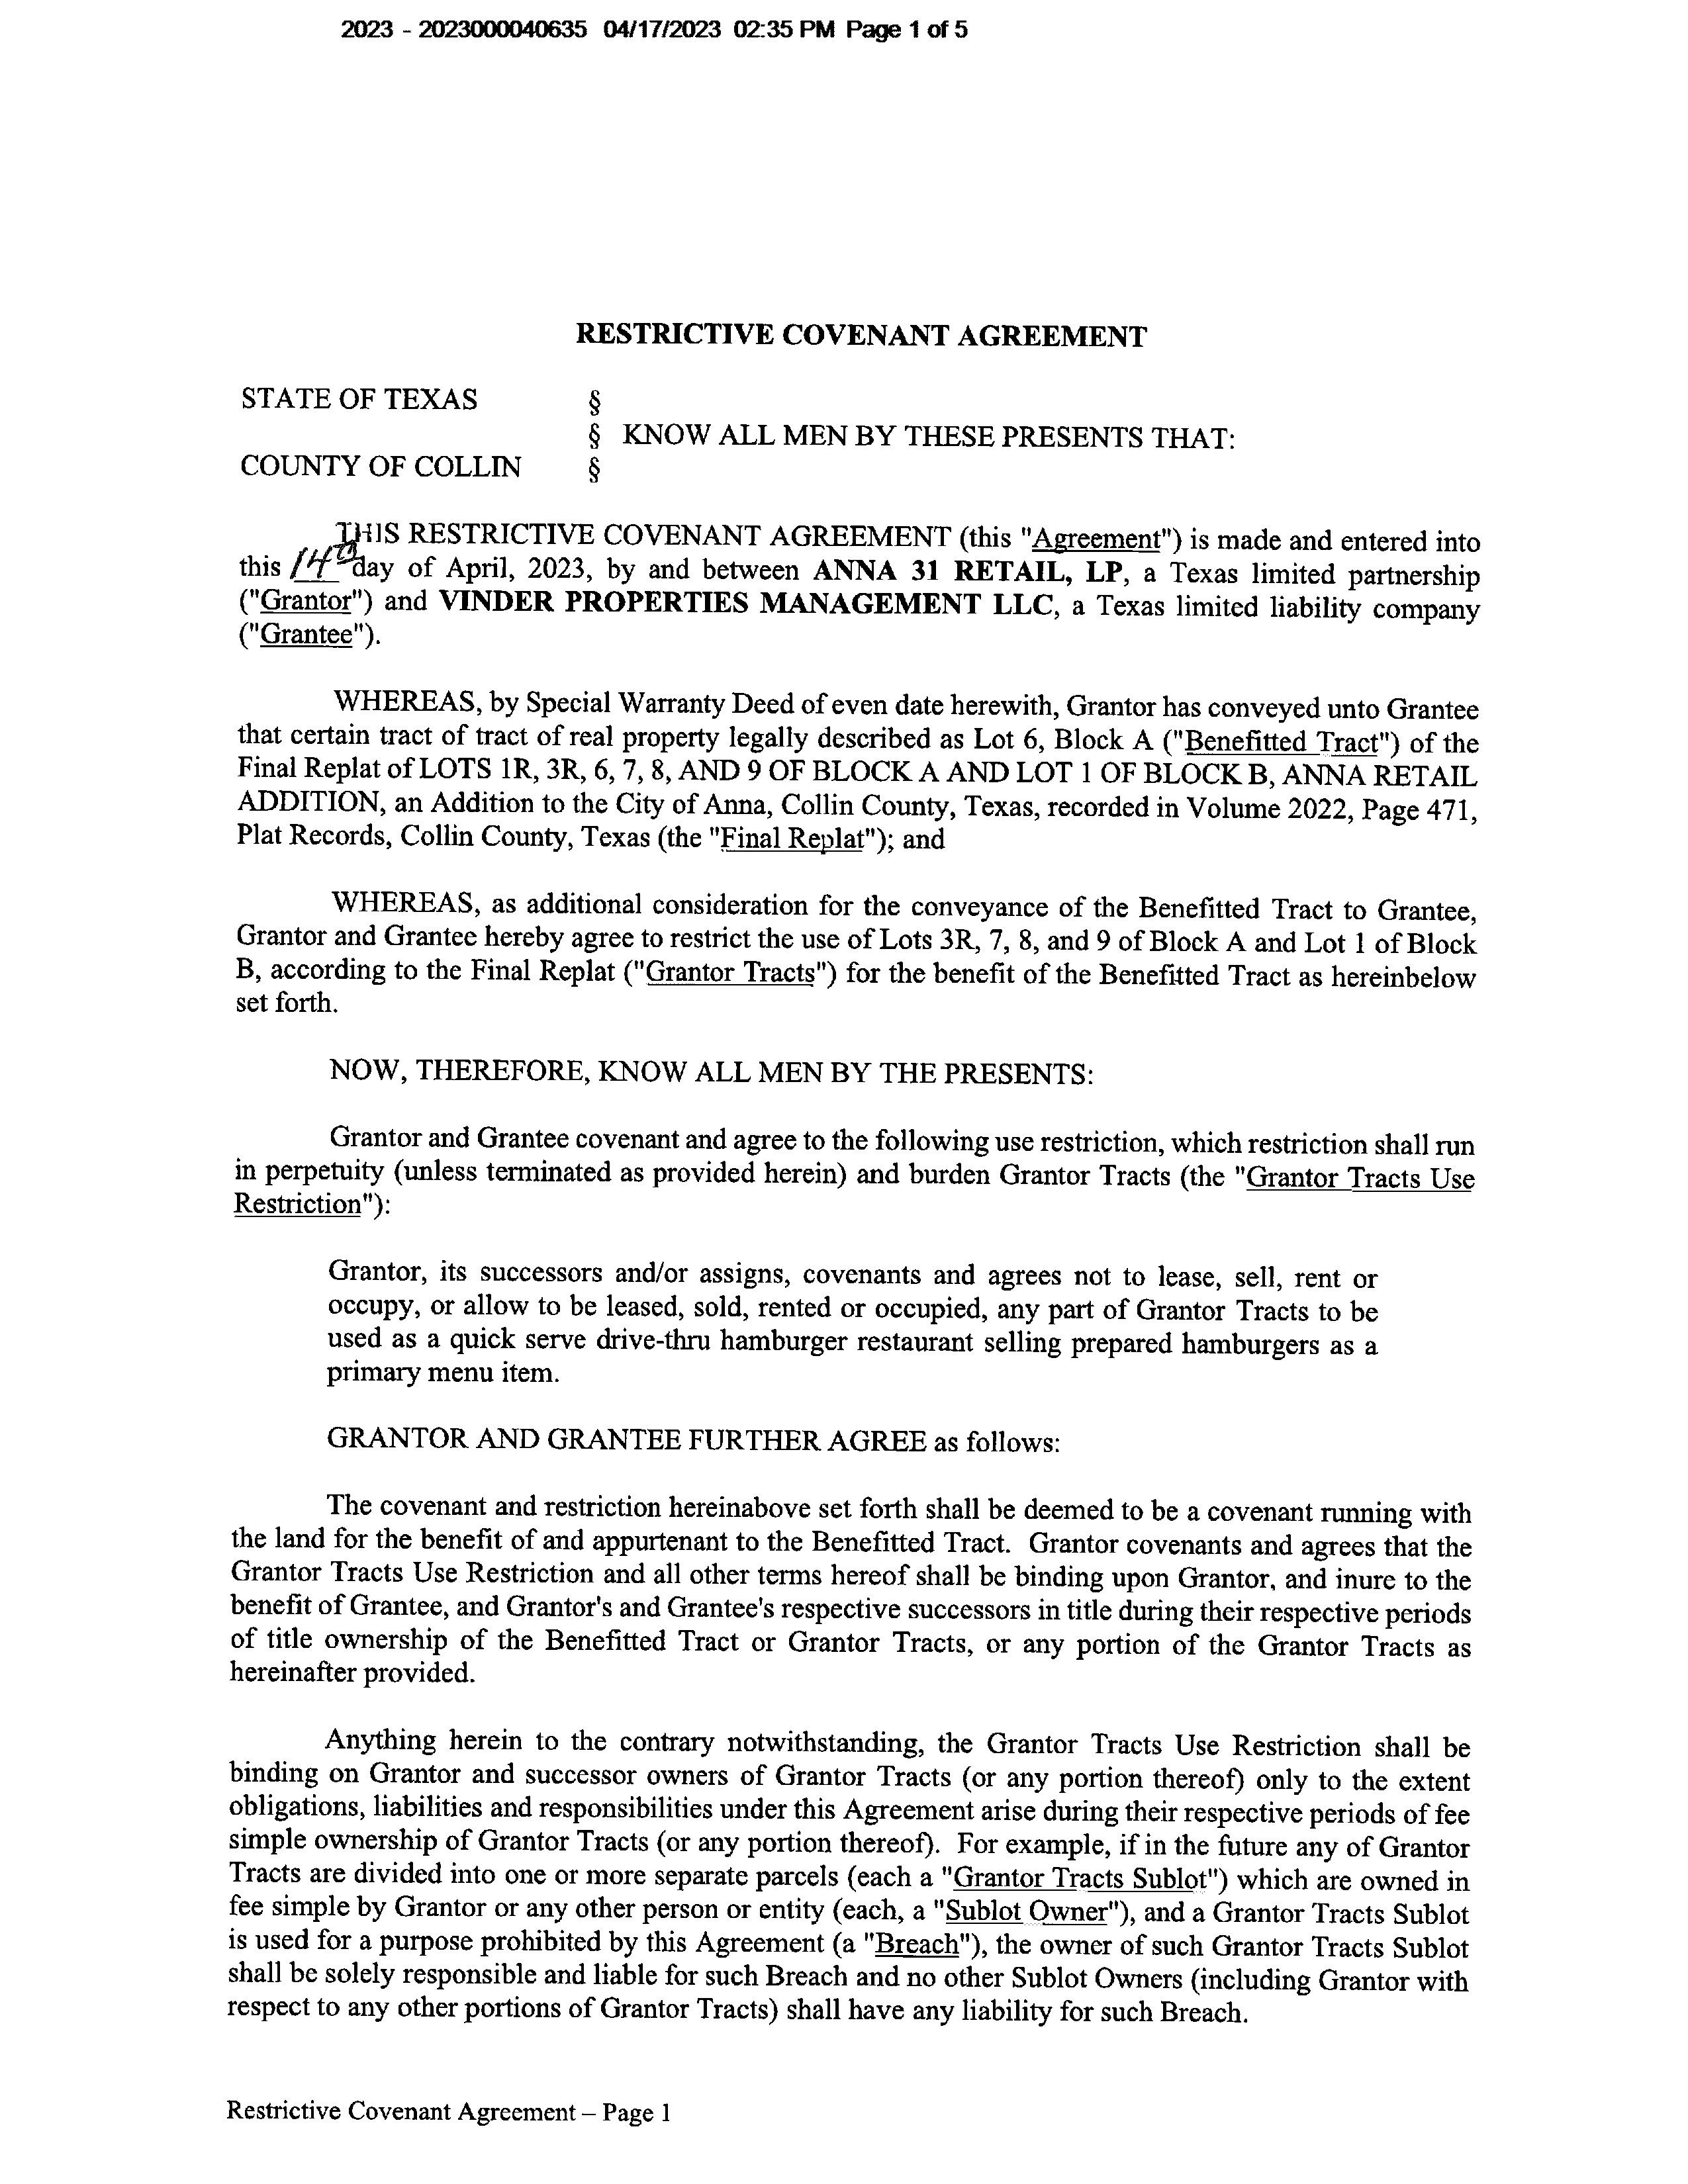 2023 - 2023000040635 04/17/2023 02:35 PM Page 1 of 5
RESTRICTIVE COVENANT AGREEMENT
STATE OF TEXAS §
§ KNOW ALL MEN BY THESE PRESENTS THAT:
COUNTY OF COLLIN §
THIS RESTRICTIVE COVENANT AGREEMENT (this "Agreement") is made and entered into
this 14th day of April, 2023, by and between ANNA 31 RETAIL, LP, a Texas limited partnership
("Grantor") and VINDER PROPERTIES MANAGEMENT LLC, a Texas limited liability company
("Grantee").
WHEREAS, by Special Warranty Deed of even date herewith, Grantor has conveyed unto Grantee
that certain tract of tract of real property legally described as Lot 6, Block A ("Benefitted Tract") of the
Final Replat of LOTS 1R, 3R, 6, 7, 8, AND 9 OF BLOCK A AND LOT 1 OF BLOCK B, ANNA RETAIL
ADDITION, an Addition to the City of Anna, Collin County, Texas, recorded in Volume 2022, Page 471,
Plat Records, Collin County, Texas (the "Final Replat"); and
WHEREAS, as additional consideration for the conveyance of the Benefitted Tract to Grantee,
Grantor and Grantee hereby agree to restrict the use of Lots 3R, 7, 8, and 9 of Block A and Lot 1 of Block
B, according to the Final Replat ("Grantor Tracts") for the benefit of the Benefitted Tract as hereinbelow
set forth.
NOW, THEREFORE, KNOW ALL MEN BY THE PRESENTS:
Grantor and Grantee covenant and agree to the following use restriction, which restriction shall run
in perpetuity (unless terminated as provided herein) and burden Grantor Tracts (the "Grantor Tracts Use
Restriction"):
Grantor, its successors and/or assigns, covenants and agrees not to lease, sell, rent or
occupy, or allow to be leased, sold, rented or occupied, any part of Grantor Tracts to be
used as a quick serve drive-thru hamburger restaurant selling prepared hamburgers as a
primary menu item.
GRANTOR AND GRANTEE FURTHER AGREE as follows:
The covenant and restriction hereinabove set forth shall be deemed to be a covenant running with
the land for the benefit of and appurtenant to the Benefitted Tract. Grantor covenants and agrees that the
Grantor Tracts Use Restriction and all other terms hereof shall be binding upon Grantor, and inure to the
benefit of Grantee, and Grantor's and Grantee's respective successors in title during their respective periods
of title ownership of the Benefitted Tract or Grantor Tracts, or any portion of the Grantor Tracts as
hereinafter provided.
Anything herein to the contrary notwithstanding, the Grantor Tracts Use Restriction shall be
binding on Grantor and successor owners of Grantor Tracts (or any portion thereof) only to the extent
obligations, liabilities and responsibilities under this Agreement arise during their respective periods of fee
simple ownership of Grantor Tracts (or any portion thereof). For example, if in the future any of Grantor
Tracts are divided into one or more separate parcels (each a "Grantor Tracts Sublot") which are owned in
fee simple by Grantor or any other person or entity (each, a "Sublot Owner"), and a Grantor Tracts Sublot
is used for a purpose prohibited by this Agreement (a "Breach"), the owner of such Grantor Tracts Sublot
shall be solely responsible and liable for such Breach and no other Sublot Owners (including Grantor with
respect to any other portions of Grantor Tracts) shall have any liability for such Breach.
Restrictive Covenant Agreement – Page 1